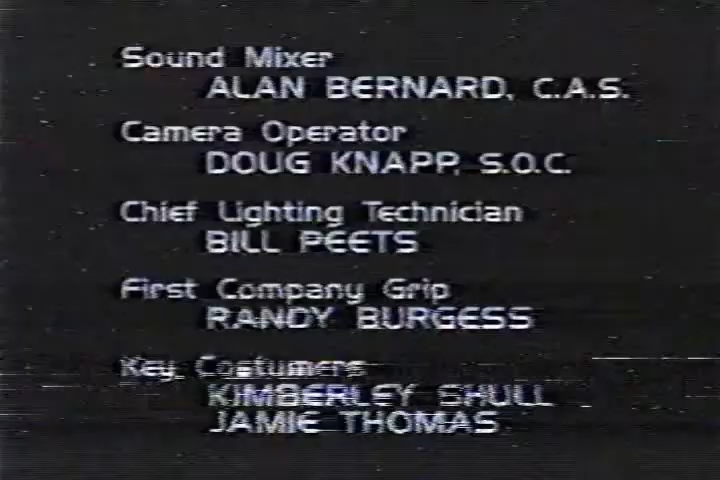 Sound Mixer
ALAN BERNARD, C.A.S.
Camera Operator
DOUG KNAPP, S.O.C.
Chief Lighting Technician
BILL PEETS
First Company Grip
RANDY BURGESS
Key Costumers
KIMBERLEY SHULL
JAMIE THOMAS